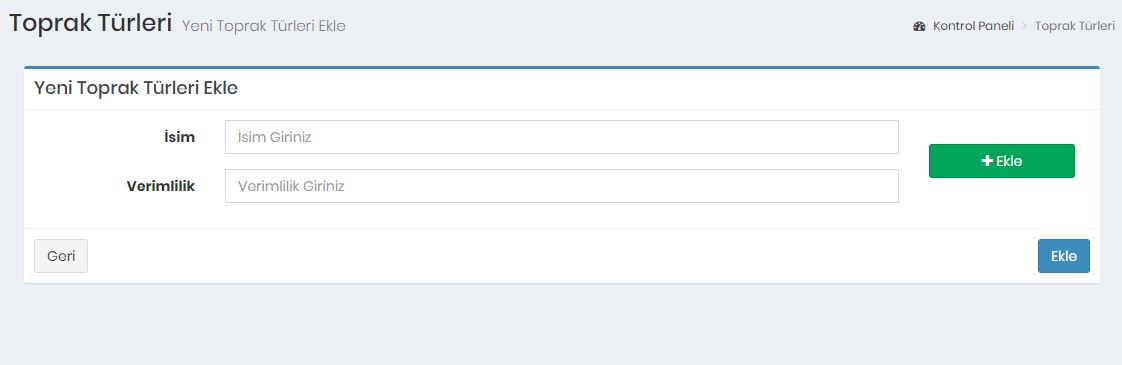 Toprak Türleri Yeni Toprak Türleri Ekle
Kontrol Paneli > Toprak Türleri
Yeni Toprak Türleri Ekle
İsim İsim Giriniz
Verimlilik Verimlilik Giriniz
+ Ekle
Geri Ekle